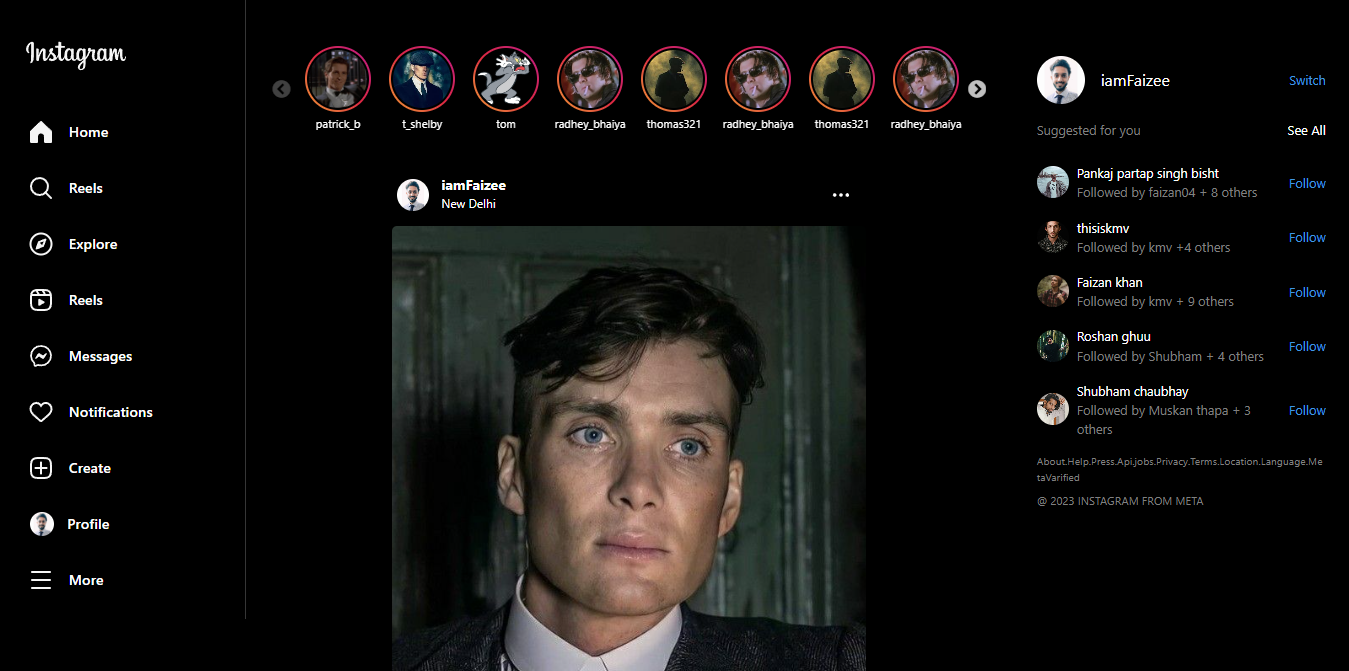 Instagram
Home
Reels
Explore
Reels
Messages
Notifications
Create
Profile
More
patrick_b
t_shelby
tom
radhey_bhaiya
thomas321
radhey_bhaiya
thomas321
radhey_bhaiya
iamFaizee
New Delhi
iamFaizee
Switch
Suggested for you
See All
Pankaj partap singh bisht
Followed by faizan04 + 8 others
Follow
thisiskmv
Followed by kmv +4 others
Follow
Faizan khan
Followed by kmv + 9 others
Follow
Roshan ghuu
Followed by Shubham + 4 others
Follow
Shubham chaubhay
Followed by Muskan thapa + 3
others
Follow
About.Help.Press.Api.jobs.Privacy.Terms.Location.Language.Me
taVarified
@ 2023 INSTAGRAM FROM META